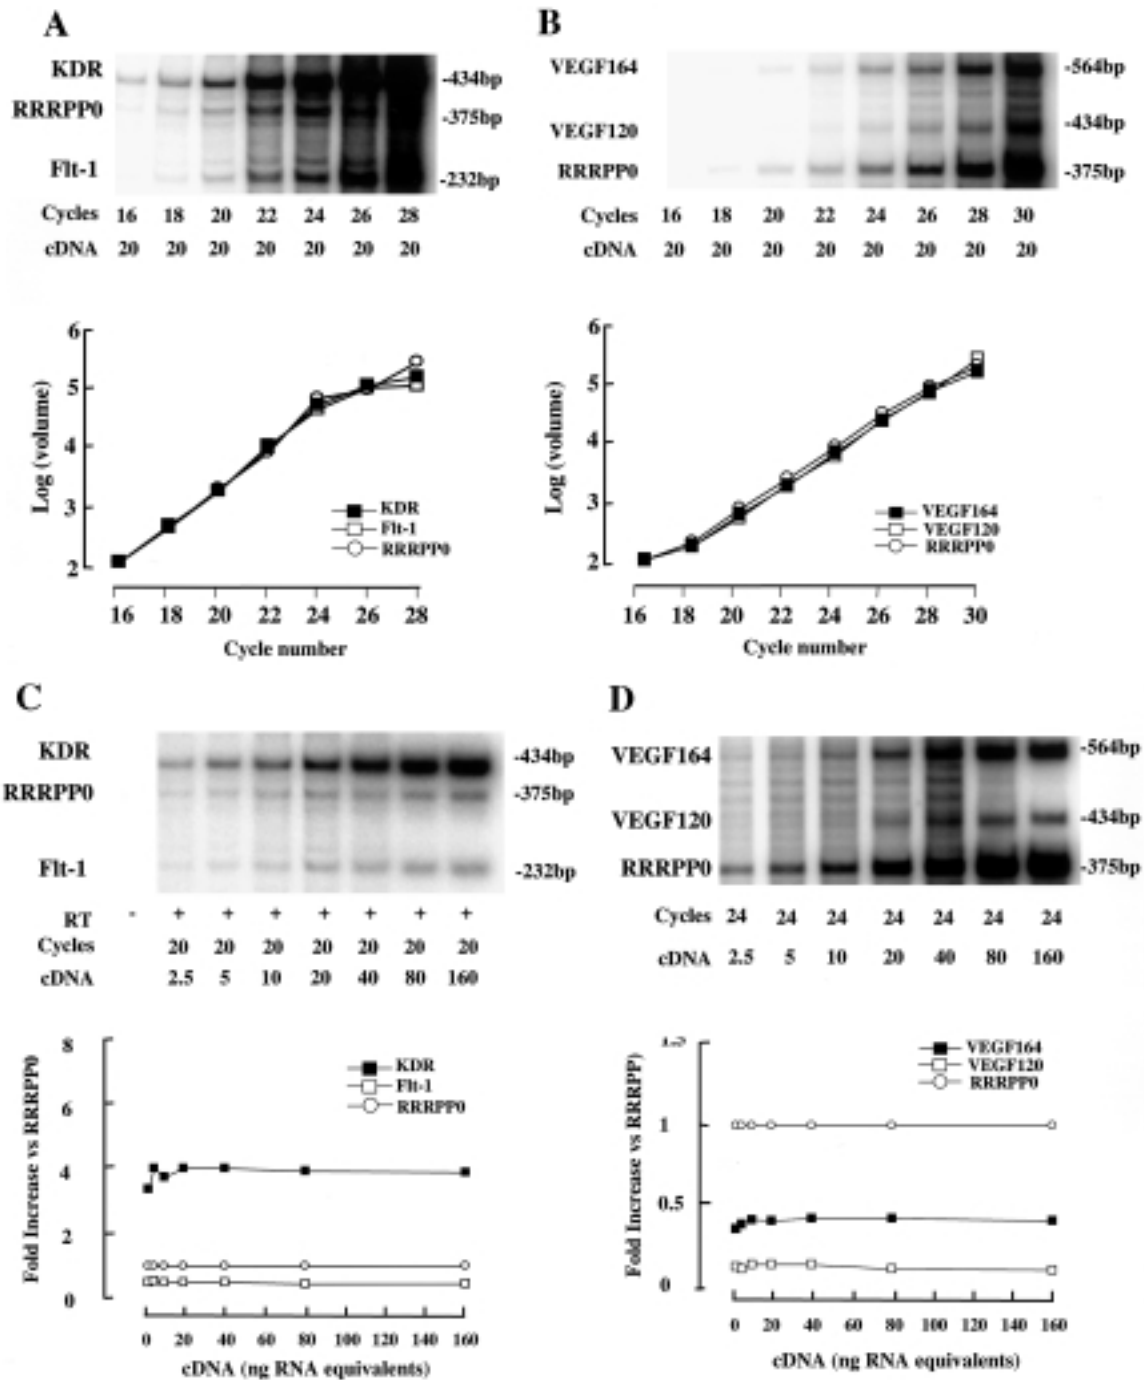 A
KDR
RRRPP0
Flt-1
-434bp
-375bp
-232bp
Cycles 16 18 20 22 24 26 28
cDNA 20 20 20 20 20 20 20
6
5
4
3
2
Log (volume)
KDR
Flt-1
RRRPP0
16 18 20 22 24 26 28
Cycle number
B
VEGF164
VEGF120
RRRPP0
-564bp
-434bp
-375bp
Cycles 16 18 20 22 24 26 28 30
cDNA 20 20 20 20 20 20 20 20
6
5
4
3
2
Log (volume)
VEGF164
VEGF120
RRRPP0
16 18 20 22 24 26 28 30
Cycle number
C
KDR
RRRPP0
Flt-1
-434bp
-375bp
-232bp
RT - + + + + + + +
Cycles 20 20 20 20 20 20 20
cDNA 2.5 5 10 20 40 80 160
8
6
4
2
0
Fold Increase vs RRRPP0
KDR
Flt-1
RRRPP0
0 20 40 60 80 100 120 140 160
cDNA (ng RNA equivalents)
D
VEGF164
VEGF120
RRRPP0
-564bp
-434bp
-375bp
Cycles 24 24 24 24 24 24 24
cDNA 2.5 5 10 20 40 80 160
1
0.5
0
Fold Increase vs RRRPP)
VEGF164
VEGF120
RRRPP0
0 20 40 60 80 100 120 140 160
cDNA (ng RNA equivalents)